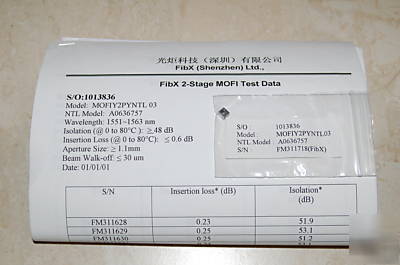 光炬科技（深圳）有限公司
FibX (Shenzhen) Ltd.,
FibX 2-Stage MOFI Test Data
S/O:1013836
Model: MOFIY2PYNTL 03
NTL Model: A0636757
Wavelength: 1551~1563 nm
Isolation (@ 0 to 80°C): ≥ 48 dB
Insertion Loss (@ 0 to 80°C): ≤ 0.6 dB
Aperture Size: ≥ 1.1mm
Beam Walk-off: ≤ 30 um
Date: 01/01/01
S/O : 1013836
Model : MOFIY2PYNTL03
NTL Model : A0636757
S/N : FM311718(FibX)
S/N Insertion loss* (dB) Isolation* (dB)
FM311628 0.23 51.9
FM311629 0.25 53.1
FM311630 0.25 51.2